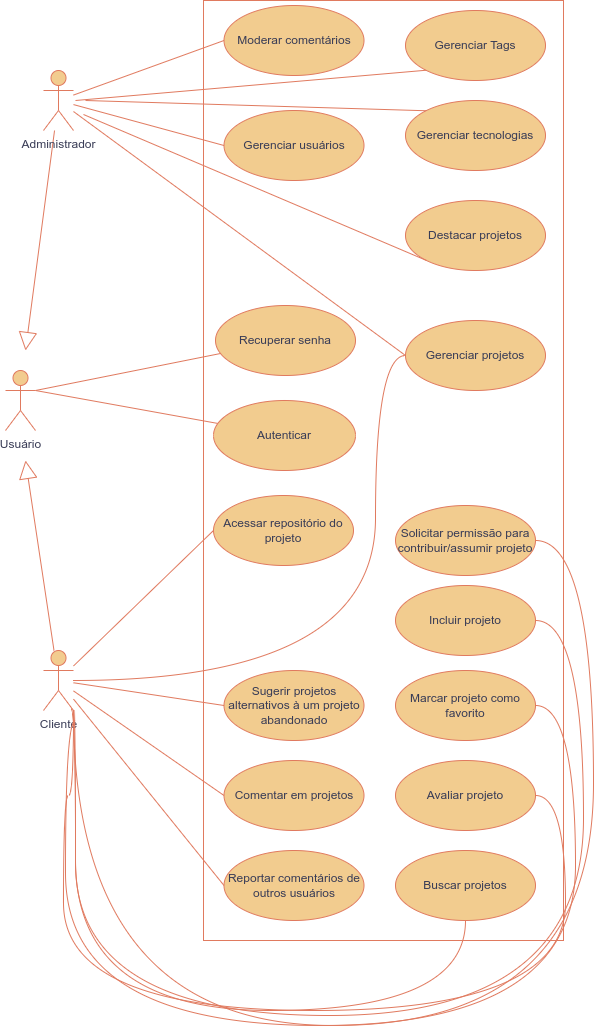 Moderar comentários
Gerenciar Tags
Administrador
Gerenciar usuários
Gerenciar tecnologias
Destacar projetos
Recuperar senha
Gerenciar projetos
Usuário
Autenticar
Acessar repositório do
projeto
Solicitar permissão para
contribuir/assumir projeto
Incluir projeto
Cliente
Sugerir projetos
alternativos à um projeto
abandonado
Marcar projeto como
favorito
Comentar em projetos
Avaliar projeto
Reportar comentários de
outros usuários
Buscar projetos